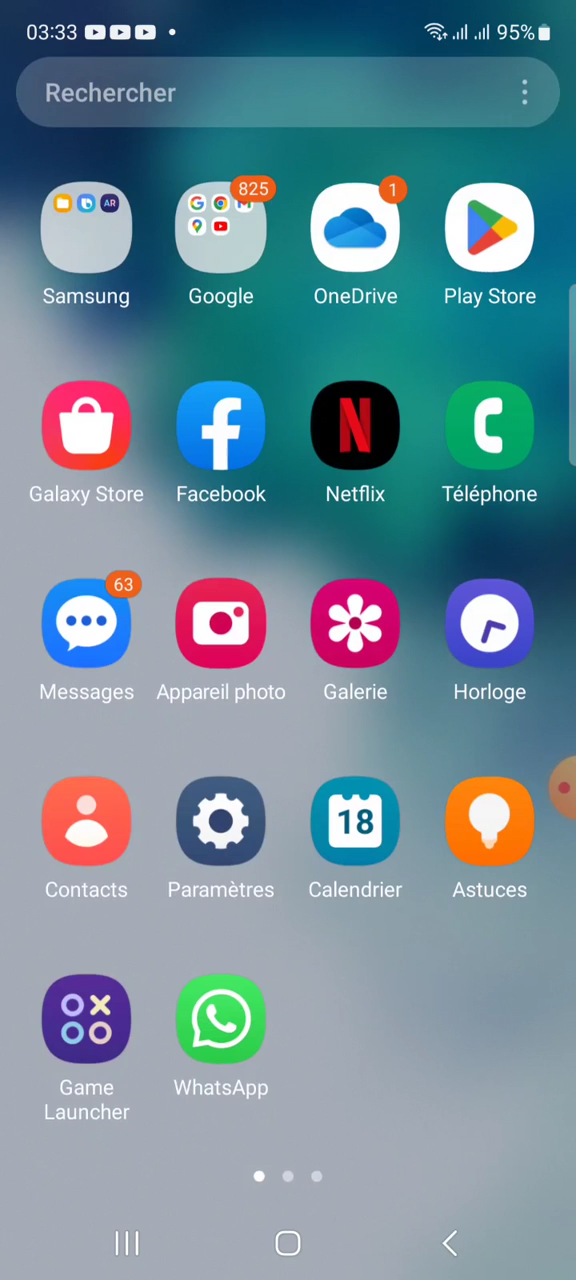 03:33
95%
Rechercher
825
1
AR
Samsung
Google
OneDrive
Play Store
Galaxy Store
Facebook
Netflix
Téléphone
63
Messages
Appareil photo
Galerie
Horloge
18
Contacts
Paramètres
Calendrier
Astuces
Game
Launcher
WhatsApp